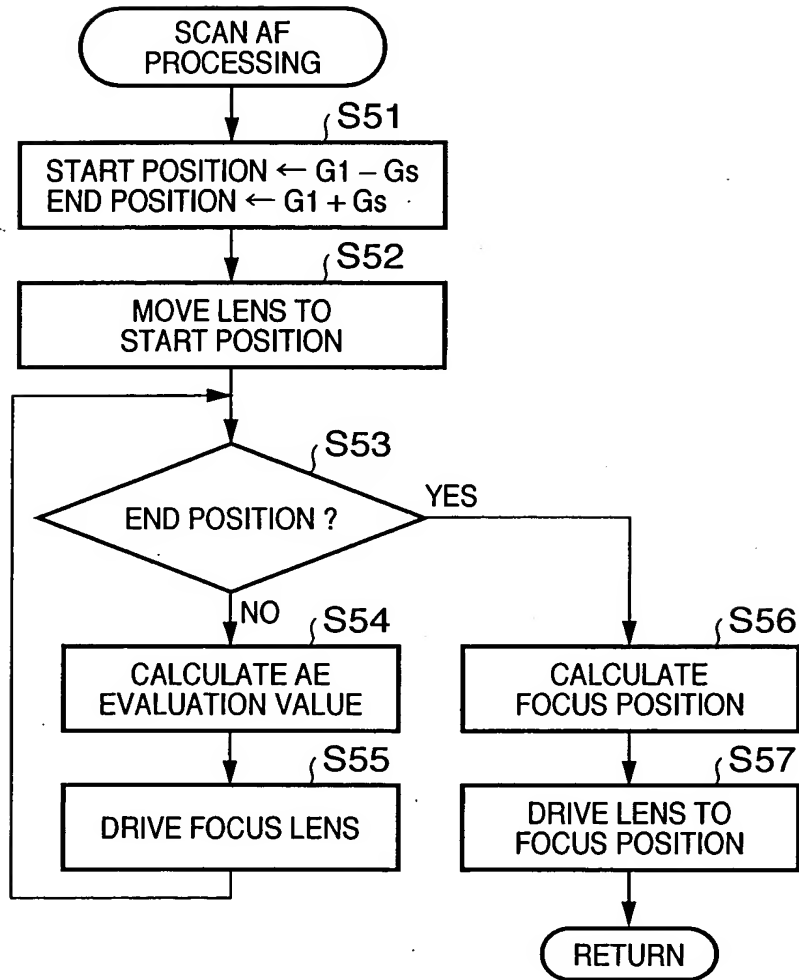 SCAN AF
PROCESSING
S51
START POSITION ← G1 – Gs
END POSITION ← G1 + Gs
S52
MOVE LENS TO
START POSITION
S53
END POSITION ?
YES
NO
S54
CALCULATE AE
EVALUATION VALUE
S55
DRIVE FOCUS LENS
S56
CALCULATE
FOCUS POSITION
S57
DRIVE LENS TO
FOCUS POSITION
RETURN